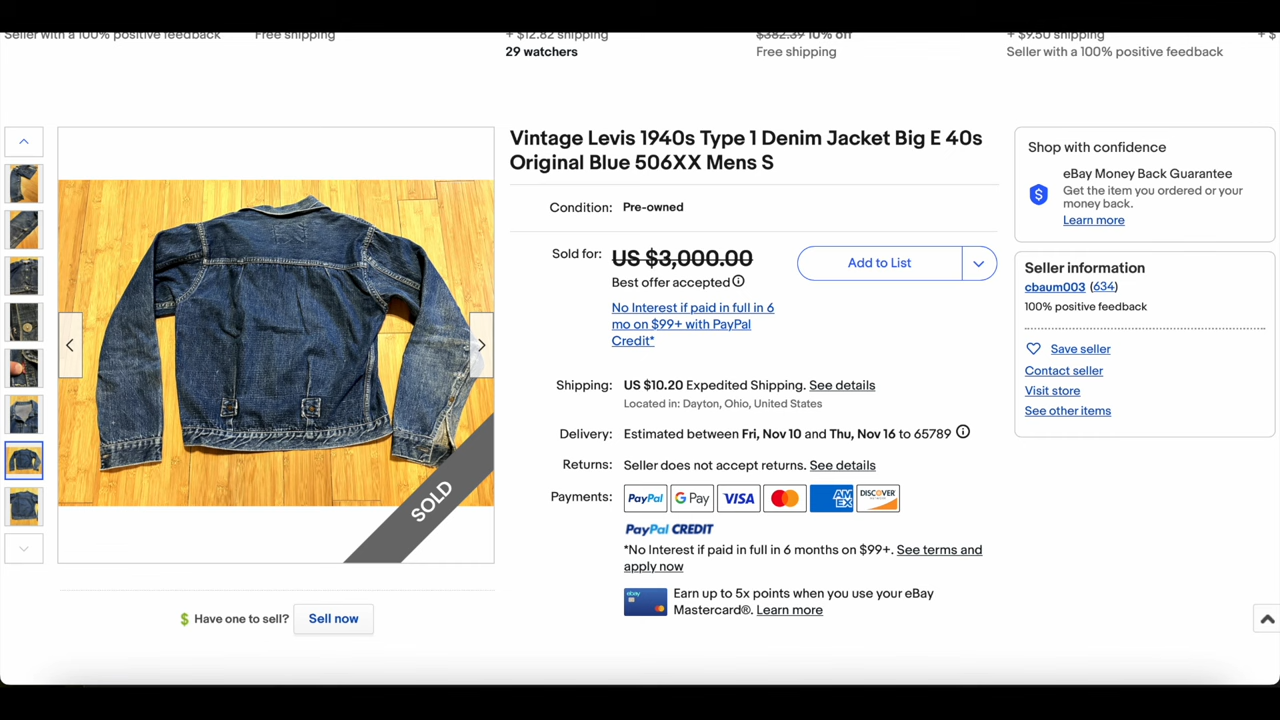 Seller with a 100% positive feedback
Free shipping
+ $12.82 shipping
$382.39 10% off
+ $9.50 shipping
+ $
29 watchers
Free shipping
Seller with a 100% positive feedback
Vintage Levis 1940s Type 1 Denim Jacket Big E 40s
Original Blue 506XX Mens S
Condition: Pre-owned
Sold for: US $3,000.00
Best offer accepted
No Interest if paid in full in 6
mo on $99+ with PayPal
Credit*
Add to List
Shipping: US $10.20 Expedited Shipping. See details
Located in: Dayton, Ohio, United States
Delivery: Estimated between Fri, Nov 10 and Thu, Nov 16 to 65789
Returns: Seller does not accept returns. See details
Payments: PayPal G Pay VISA AM EX DISCOVER
PayPal CREDIT
*No Interest if paid in full in 6 months on $99+. See terms and
apply now
ebay
Earn up to 5x points when you use your eBay
Mastercard®. Learn more
Shop with confidence
eBay Money Back Guarantee
Get the item you ordered or your
money back.
Learn more
Seller information
cbaum003 (634)
100% positive feedback
Save seller
Contact seller
Visit store
See other items
SOLD
Have one to sell? Sell now